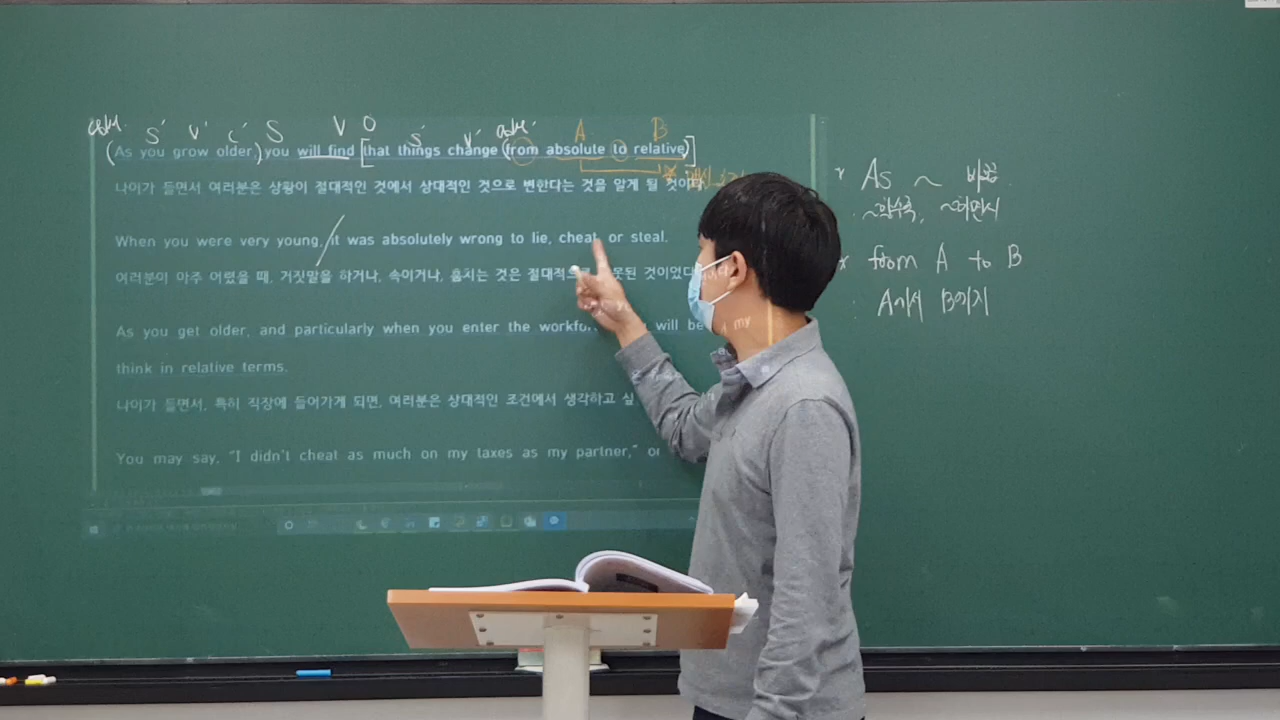 S' V' C' S V O S' V' A B
(As you grow older,) you will find [that things change (from absolute to relative)]
나이가 들면서 여러분은 상황이 절대적인 것에서 상대적인 것으로 변한다는 것을 알게 될 것이다
When you were very young, it was absolutely wrong to lie, cheat, or steal.
여러분이 아주 어렸을 때, 거짓말을 하거나, 속이거나, 훔치는 것은 절대적으로 못된 것이었다
As you get older, and particularly when you enter the workfor will be
think in relative terms.
나이가 들면서, 특히 직장에 들어가게 되면, 여러분은 상대적인 조건에서 생각하고
You may say, "I didn't cheat as much on my taxes as my partner,"
* As ~
~할수록, ~하면서
* from A to B
A에서 B까지